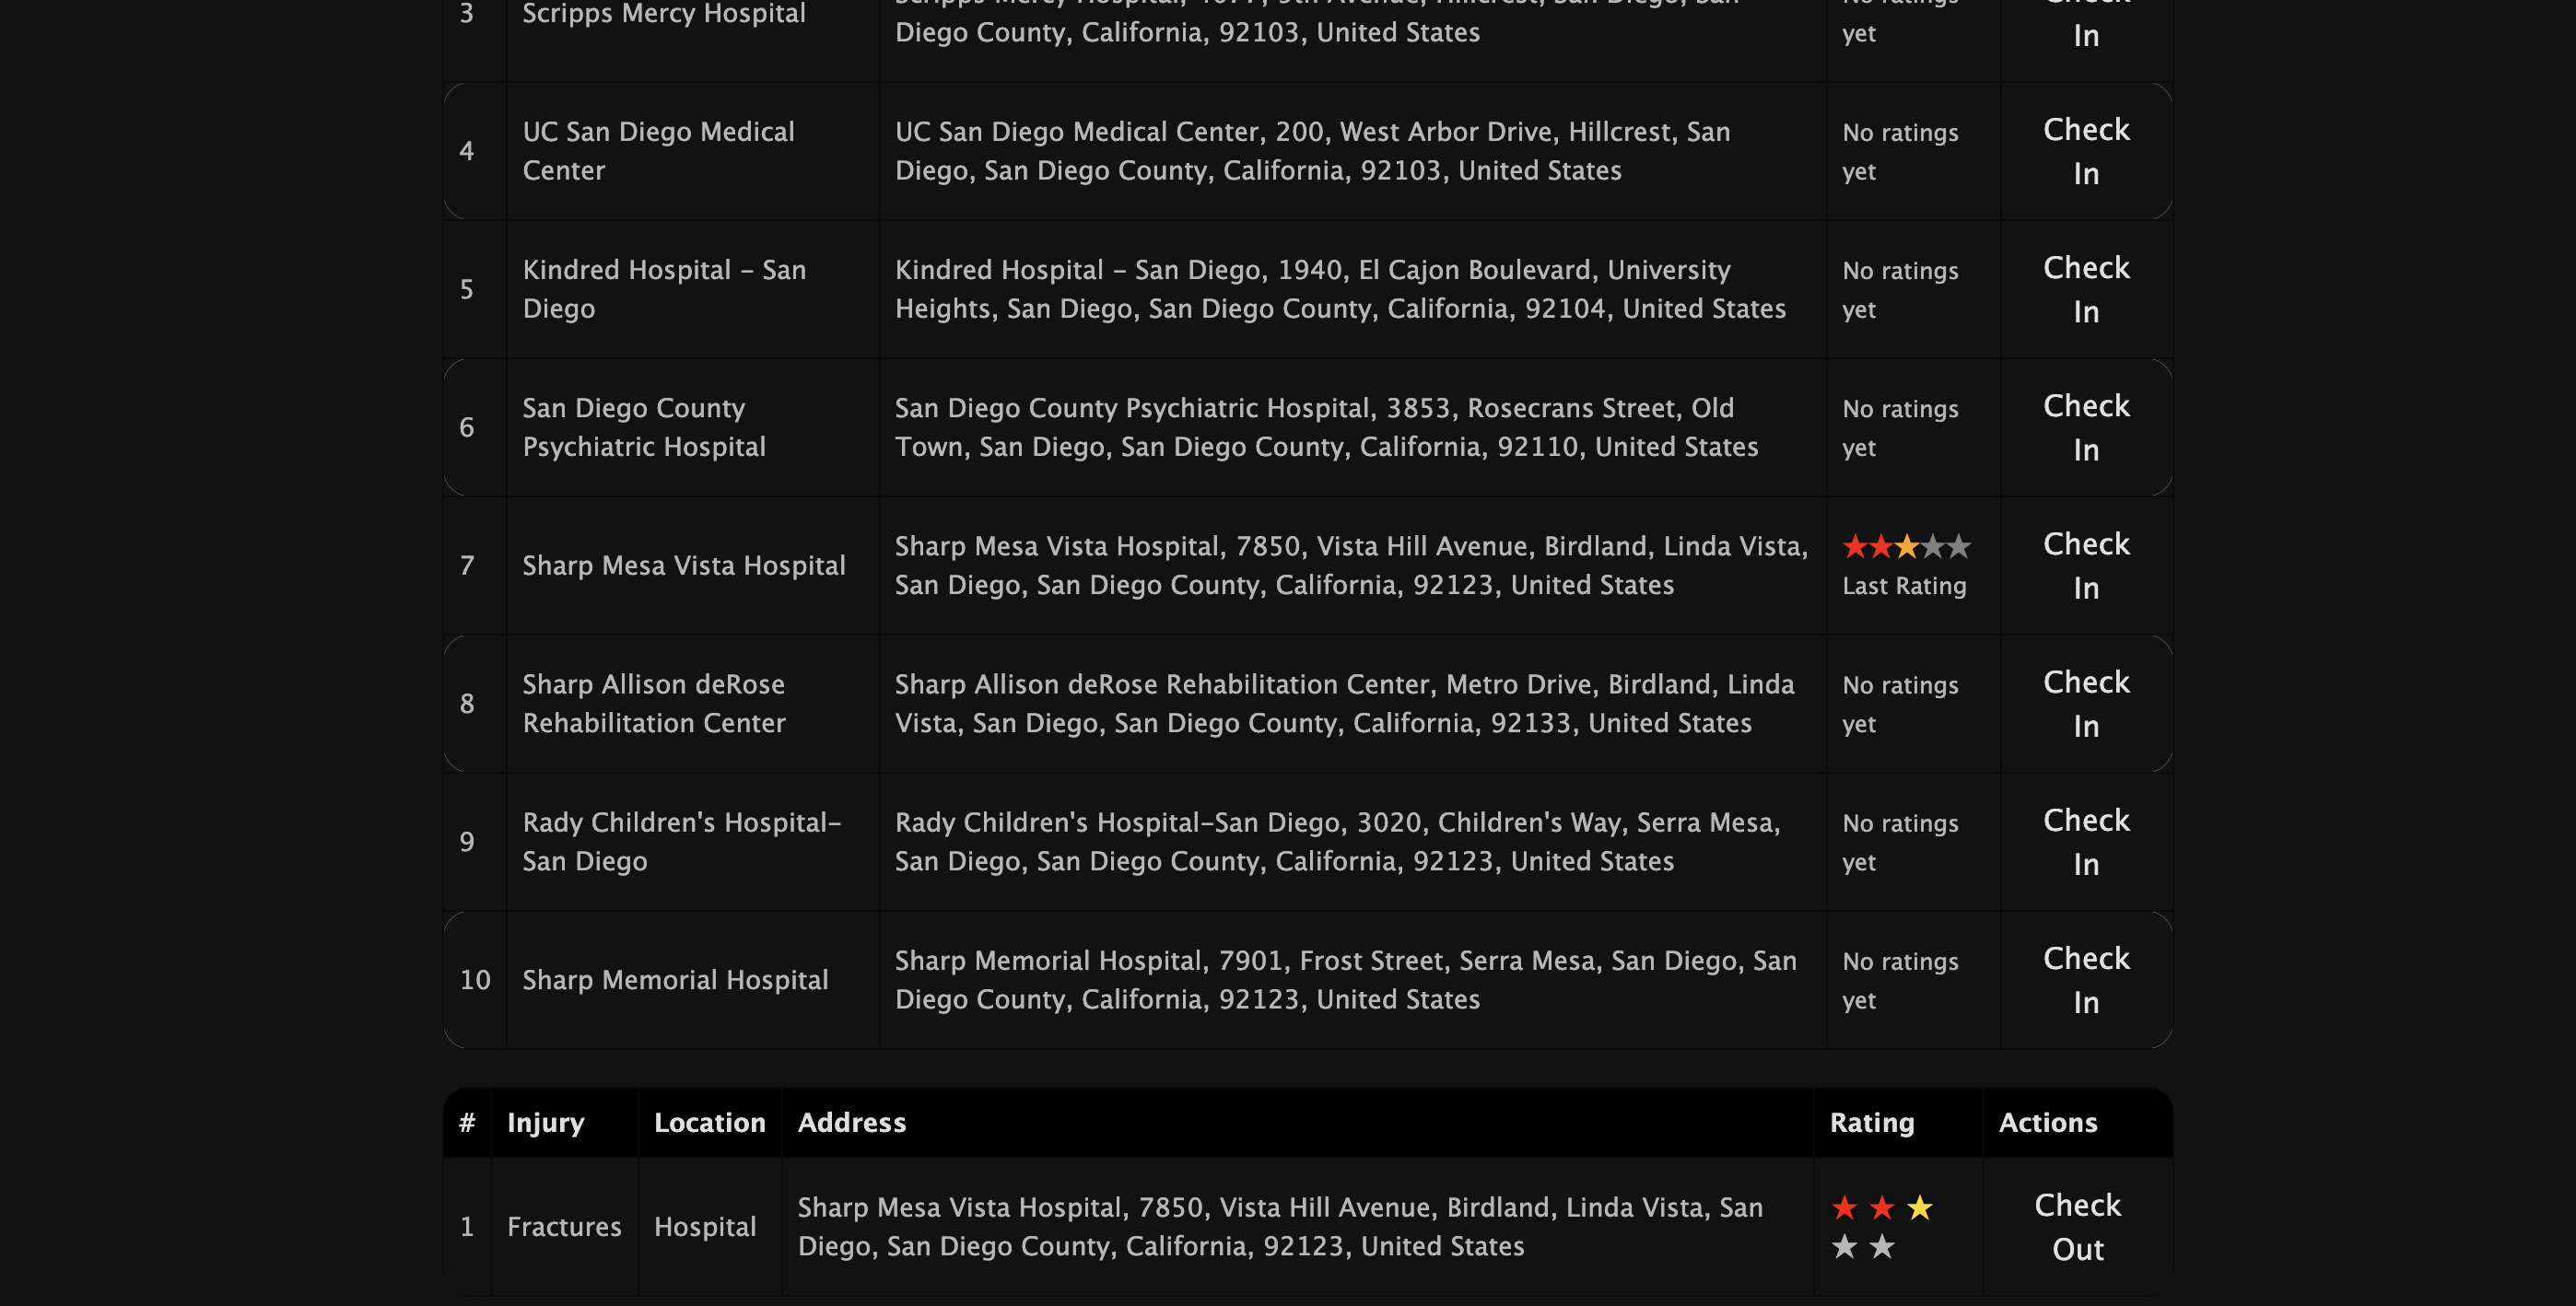 3
Scripps Mercy Hospital
Diego County, California, 92103, United States
yet
In
4
UC San Diego Medical
Center
UC San Diego Medical Center, 200, West Arbor Drive, Hillcrest, San
Diego, San Diego County, California, 92103, United States
No ratings
yet
Check
In
5
Kindred Hospital - San
Diego
Kindred Hospital - San Diego, 1940, El Cajon Boulevard, University
Heights, San Diego, San Diego County, California, 92104, United States
No ratings
yet
Check
In
6
San Diego County
Psychiatric Hospital
San Diego County Psychiatric Hospital, 3853, Rosecrans Street, Old
Town, San Diego, San Diego County, California, 92110, United States
No ratings
yet
Check
In
7
Sharp Mesa Vista Hospital
Sharp Mesa Vista Hospital, 7850, Vista Hill Avenue, Birdland, Linda Vista,
San Diego, San Diego County, California, 92123, United States
★★★★★
Last Rating
Check
In
8
Sharp Allison deRose
Rehabilitation Center
Sharp Allison deRose Rehabilitation Center, Metro Drive, Birdland, Linda
Vista, San Diego, San Diego County, California, 92133, United States
No ratings
yet
Check
In
9
Rady Children's Hospital-
San Diego
Rady Children's Hospital-San Diego, 3020, Children's Way, Serra Mesa,
San Diego, San Diego County, California, 92123, United States
No ratings
yet
Check
In
10
Sharp Memorial Hospital
Sharp Memorial Hospital, 7901, Frost Street, Serra Mesa, San Diego, San
Diego County, California, 92123, United States
No ratings
yet
Check
In
# Injury Location Address Rating Actions
1
Fractures
Hospital
Sharp Mesa Vista Hospital, 7850, Vista Hill Avenue, Birdland, Linda Vista, San
Diego, San Diego County, California, 92123, United States
★ ★ ★
★ ★
Check
Out